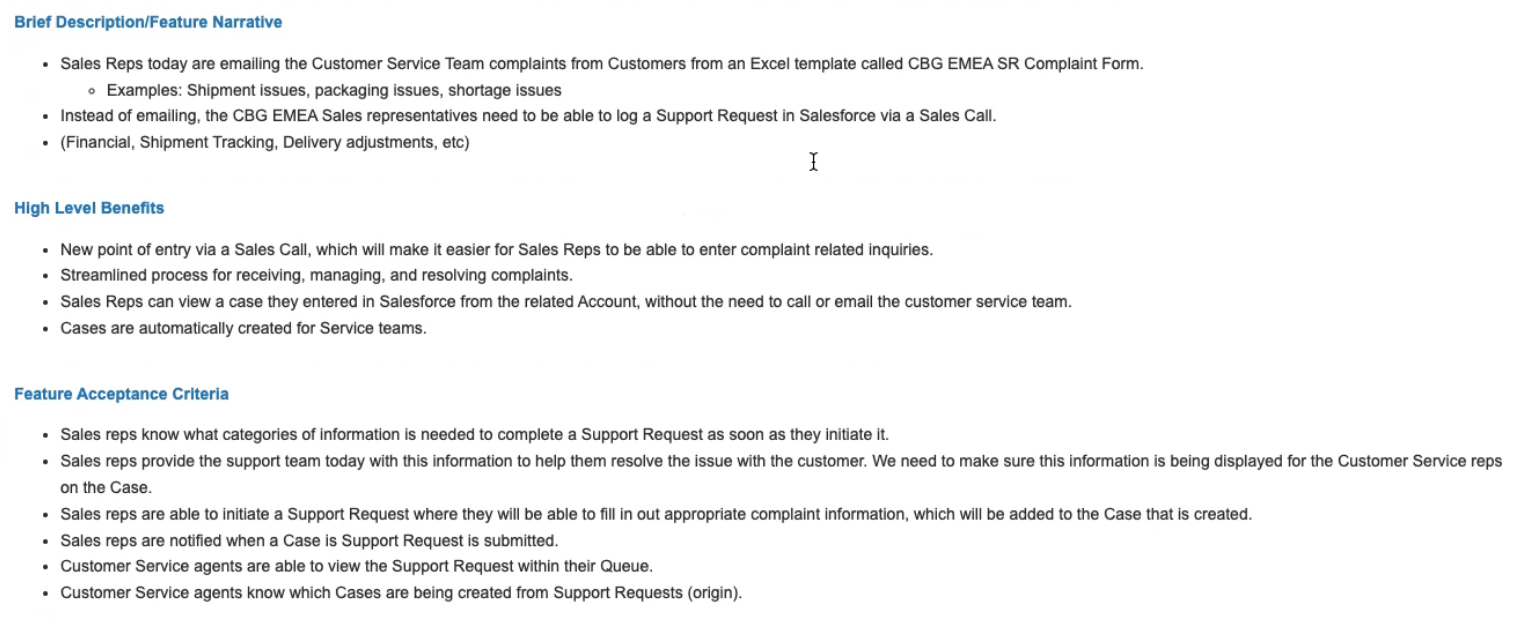 Brief Description/Feature Narrative
• Sales Reps today are emailing the Customer Service Team complaints from Customers from an Excel template called CBG EMEA SR Complaint Form.
◦ Examples: Shipment issues, packaging issues, shortage issues
• Instead of emailing, the CBG EMEA Sales representatives need to be able to log a Support Request in Salesforce via a Sales Call.
• (Financial, Shipment Tracking, Delivery adjustments, etc)
High Level Benefits
• New point of entry via a Sales Call, which will make it easier for Sales Reps to be able to enter complaint related inquiries.
• Streamlined process for receiving, managing, and resolving complaints.
• Sales Reps can view a case they entered in Salesforce from the related Account, without the need to call or email the customer service team.
• Cases are automatically created for Service teams.
Feature Acceptance Criteria
• Sales reps know what categories of information is needed to complete a Support Request as soon as they initiate it.
• Sales reps provide the support team today with this information to help them resolve the issue with the customer. We need to make sure this information is being displayed for the Customer Service reps
on the Case.
• Sales reps are able to initiate a Support Request where they will be able to fill in out appropriate complaint information, which will be added to the Case that is created.
• Sales reps are notified when a Case is Support Request is submitted.
• Customer Service agents are able to view the Support Request within their Queue.
• Customer Service agents know which Cases are being created from Support Requests (origin).